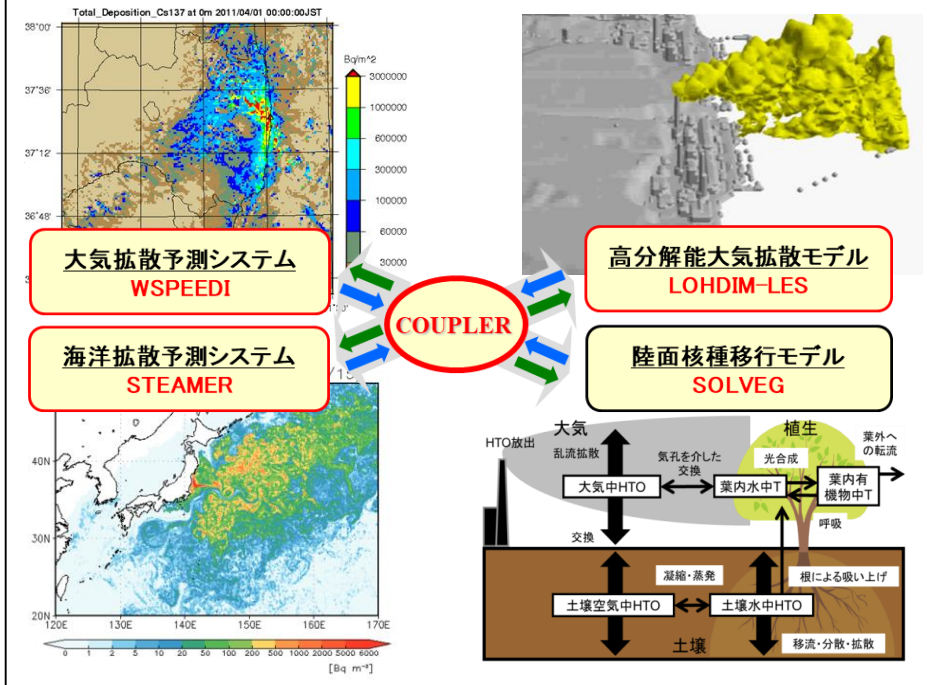 Total_Deposition_Cs137 at 0m 2011/04/01 00:00:00JST
38°00'
37°36'
37°12'
36°48'
Bq/m^2
3000000
1000000
600000
300000
100000
60000
30000
大気拡散予測システム
WSPEEDI
高分解能大気拡散モデル
LOHDIM-LES
COUPLER
海洋拡散予測システム
STEAMER
陸面核種移行モデル
SOLVEG
40N
30N
20N
120E
130E
140E
150E
160E
170E
0
1
2
5
10
20
50
100
200
500
1000
2000
5000
6000
[Bq m⁻³]
大気
植生
HTO放出
乱流拡散
気孔を介した
交換
光合成
葉外へ
の転流
大気中HTO
葉内水中T
葉内有
機物中T
呼吸
交換
凝縮・蒸発
根による吸い上げ
土壌空気中HTO
土壌水中HTO
土壌
移流・分散・拡散